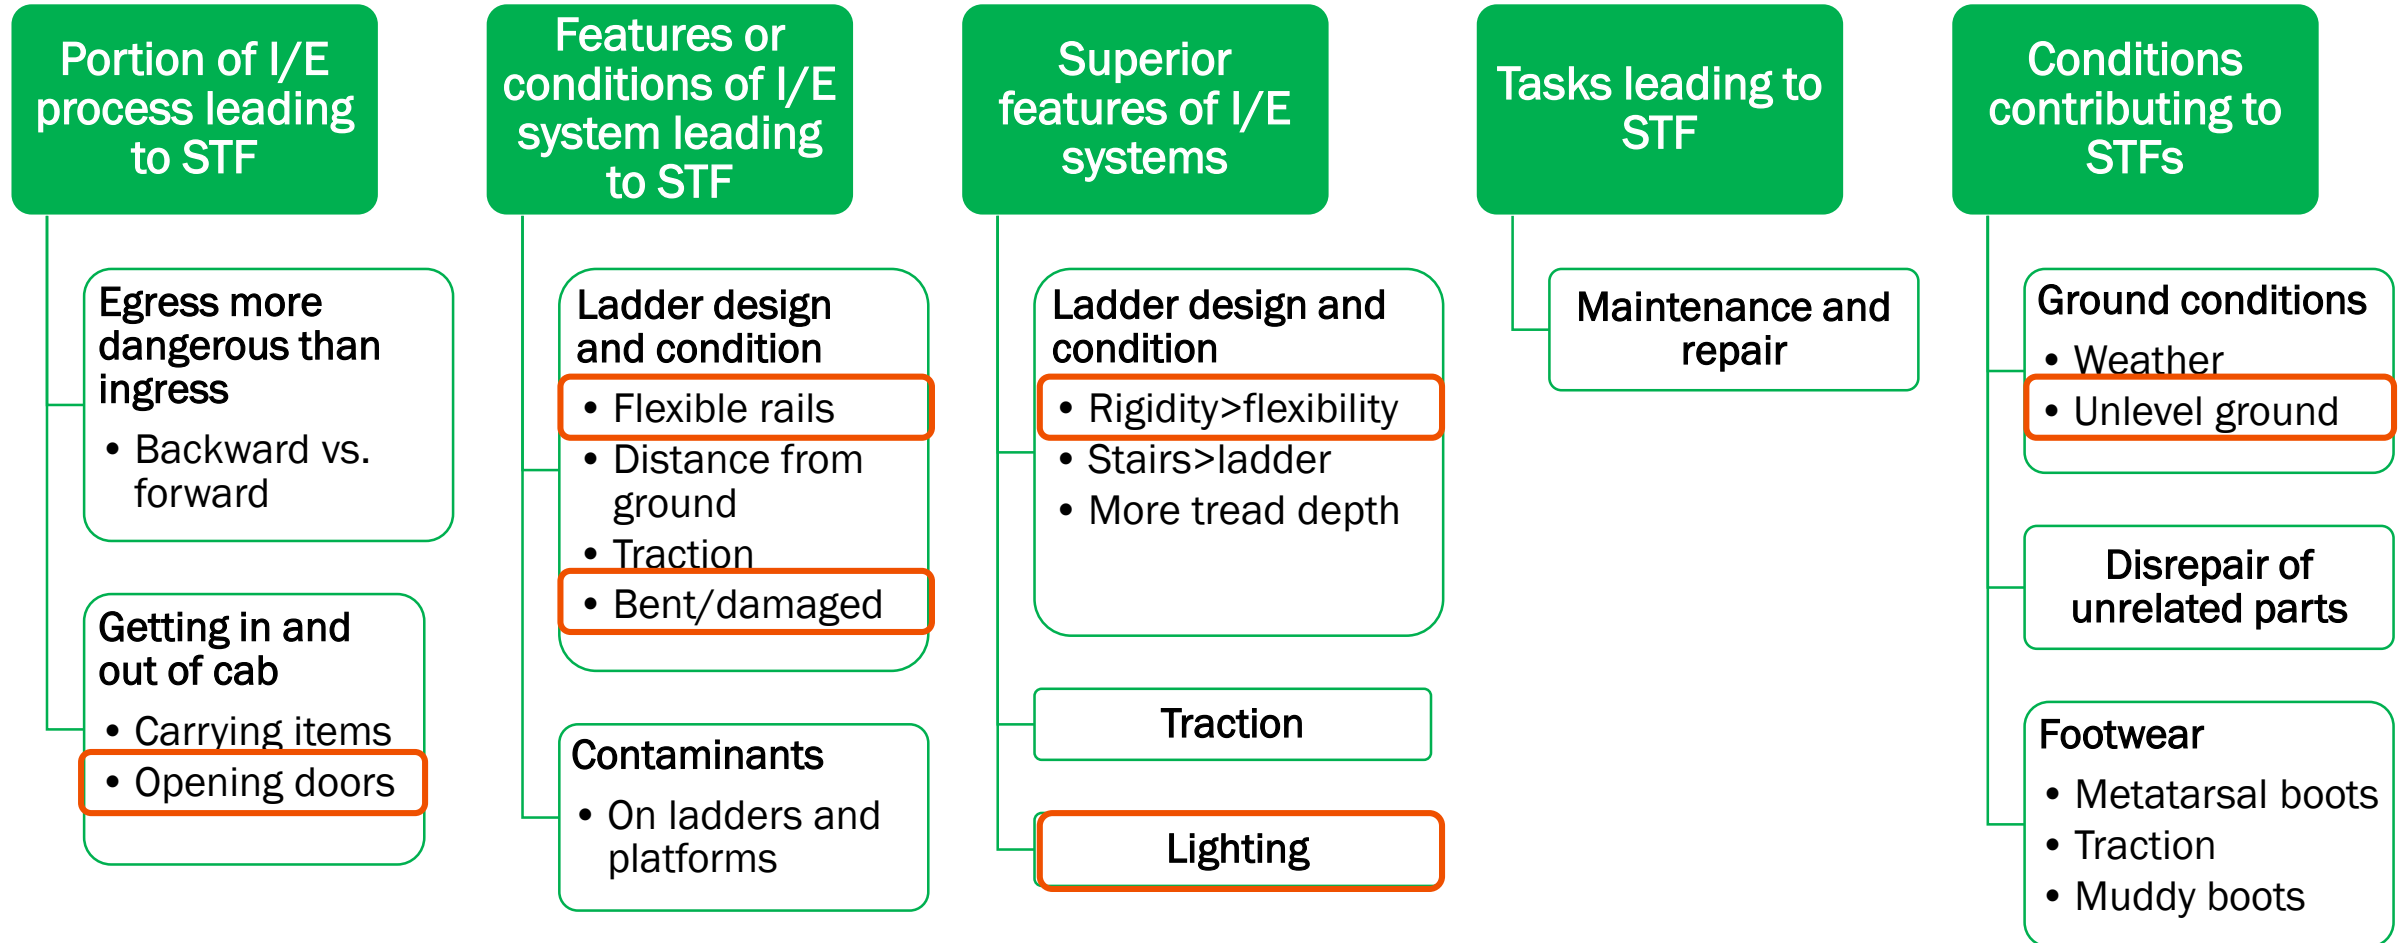 Portion of I/E
process leading
to STF
Egress more
dangerous than
ingress
• Backward vs.
forward
Getting in and
out of cab
• Carrying items
• Opening doors
Features or
conditions of I/E
system leading
to STF
Ladder design
and condition
• Flexible rails
• Distance from
ground
• Traction
• Bent/damaged
Contaminants
• On ladders and
platforms
Superior
features of I/E
systems
Ladder design and
condition
• Rigidity>flexibility
• Stairs>ladder
• More tread depth
Traction
Lighting
Tasks leading to
STF
Maintenance and
repair
Conditions
contributing to
STFs
Ground conditions
• Weather
• Unlevel ground
Disrepair of
unrelated parts
Footwear
• Metatarsal boots
• Traction
• Muddy boots